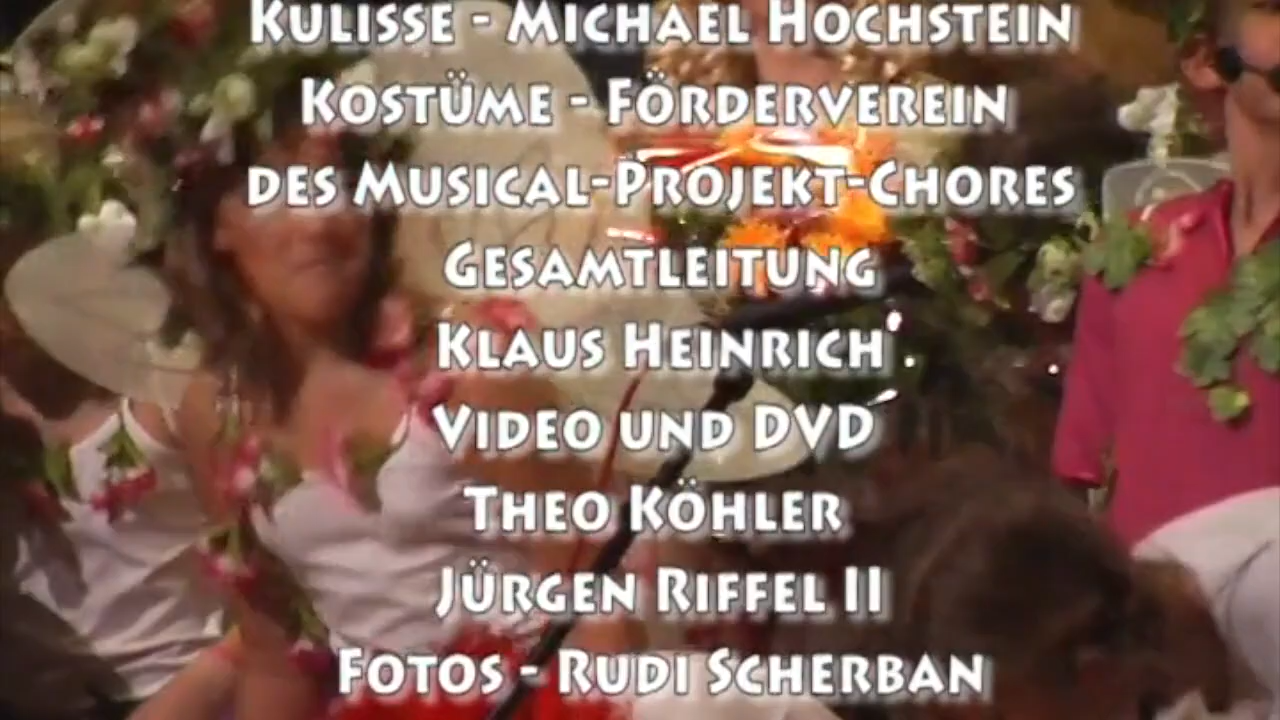 Kulisse - Michael Hochstein
Kostüme - Förderverein
des Musical-Projekt-Chores
Gesamtleitung
Klaus Heinrich
Video und DVD
Theo Köhler
Jürgen Riffel II
Fotos - Rudi Scherban